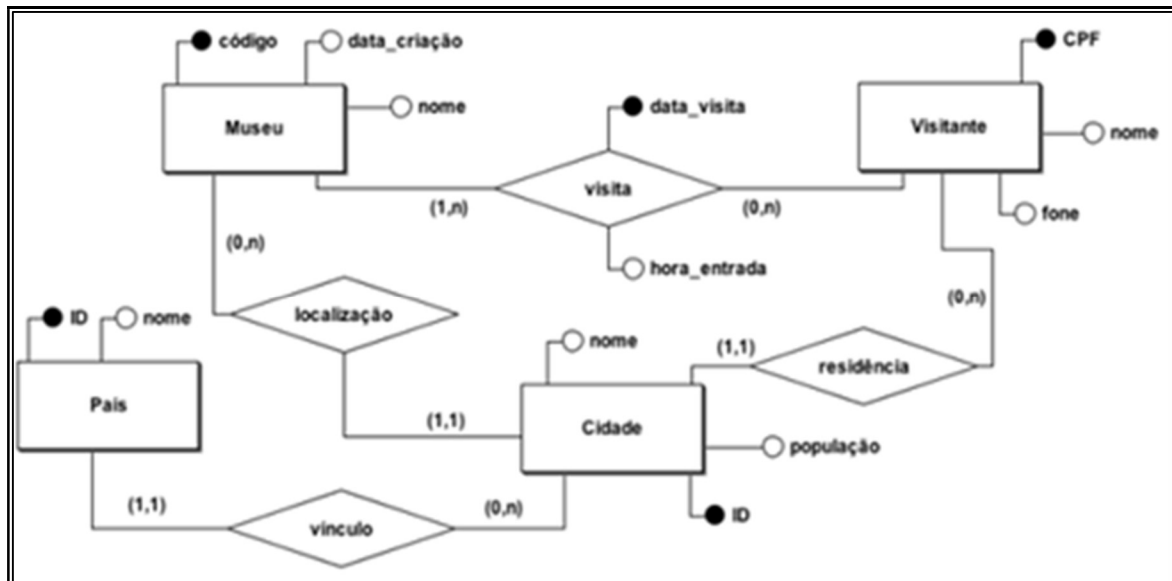 código
data_criação
CPF
nome
data_visita
Museu
Visitante
nome
visita
(1,n)
(0,n)
fone
(0,n)
hora_entrada
localização
(0,n)
ID
nome
nome
(1,1)
residência
País
Cidade
(1,1)
população
(1,1)
(0,n)
vínculo
ID